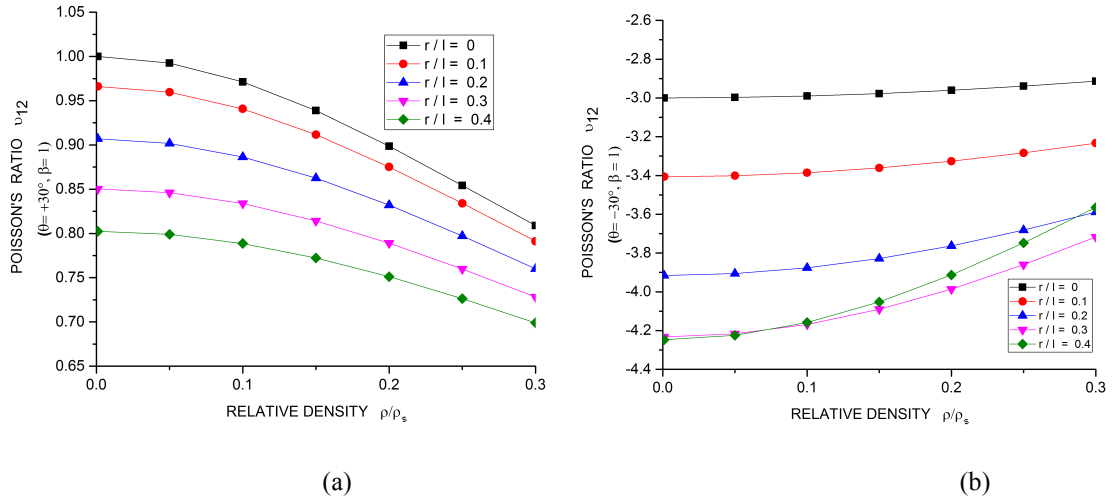 1.00
0.95
0.90
0.85
0.80
0.75
0.70
0.65
0.0
0.1
0.2
0.3
POISSON'S RATIO υ12
(θ= +30°, β= 1)
RELATIVE DENSITY ρ/ρs
r / l = 0
r / l = 0.1
r / l = 0.2
r / l = 0.3
r / l = 0.4
(a)
-2.6
-2.8
-3.0
-3.2
-3.4
-3.6
-3.8
-4.0
-4.2
-4.4
0.0
0.1
0.2
0.3
POISSON'S RATIO υ12
(θ= −30°, β = 1)
RELATIVE DENSITY ρ/ρs
r / l = 0
r / l = 0.1
r / l = 0.2
r / l = 0.3
r / l = 0.4
(b)